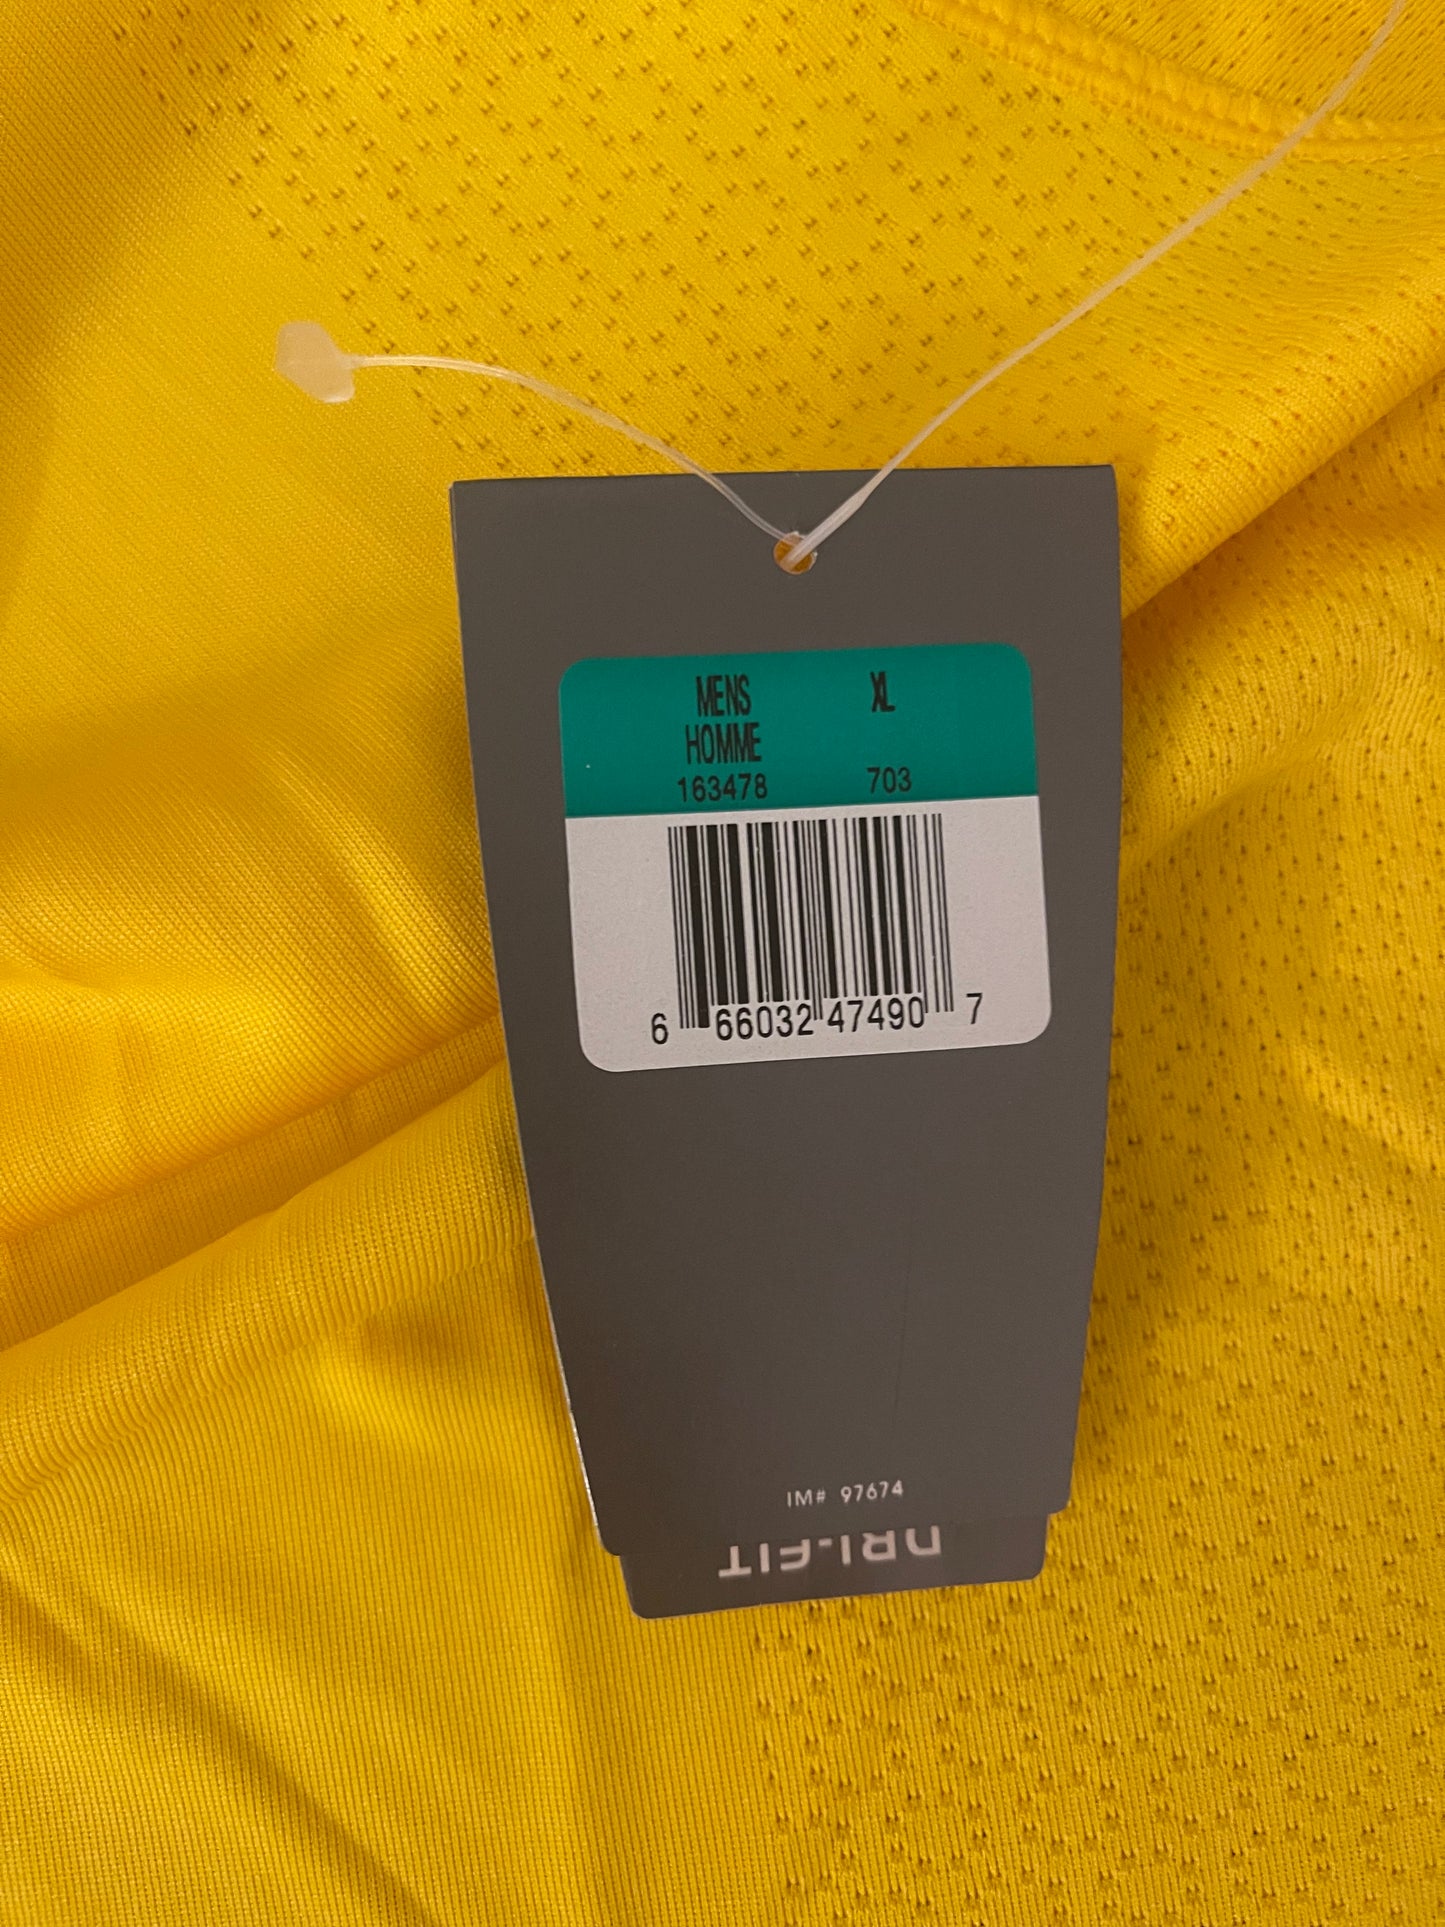 MENS XL
HOMME
163478 703
6 66032 47490 7
IM# 97674
DRI-FIT